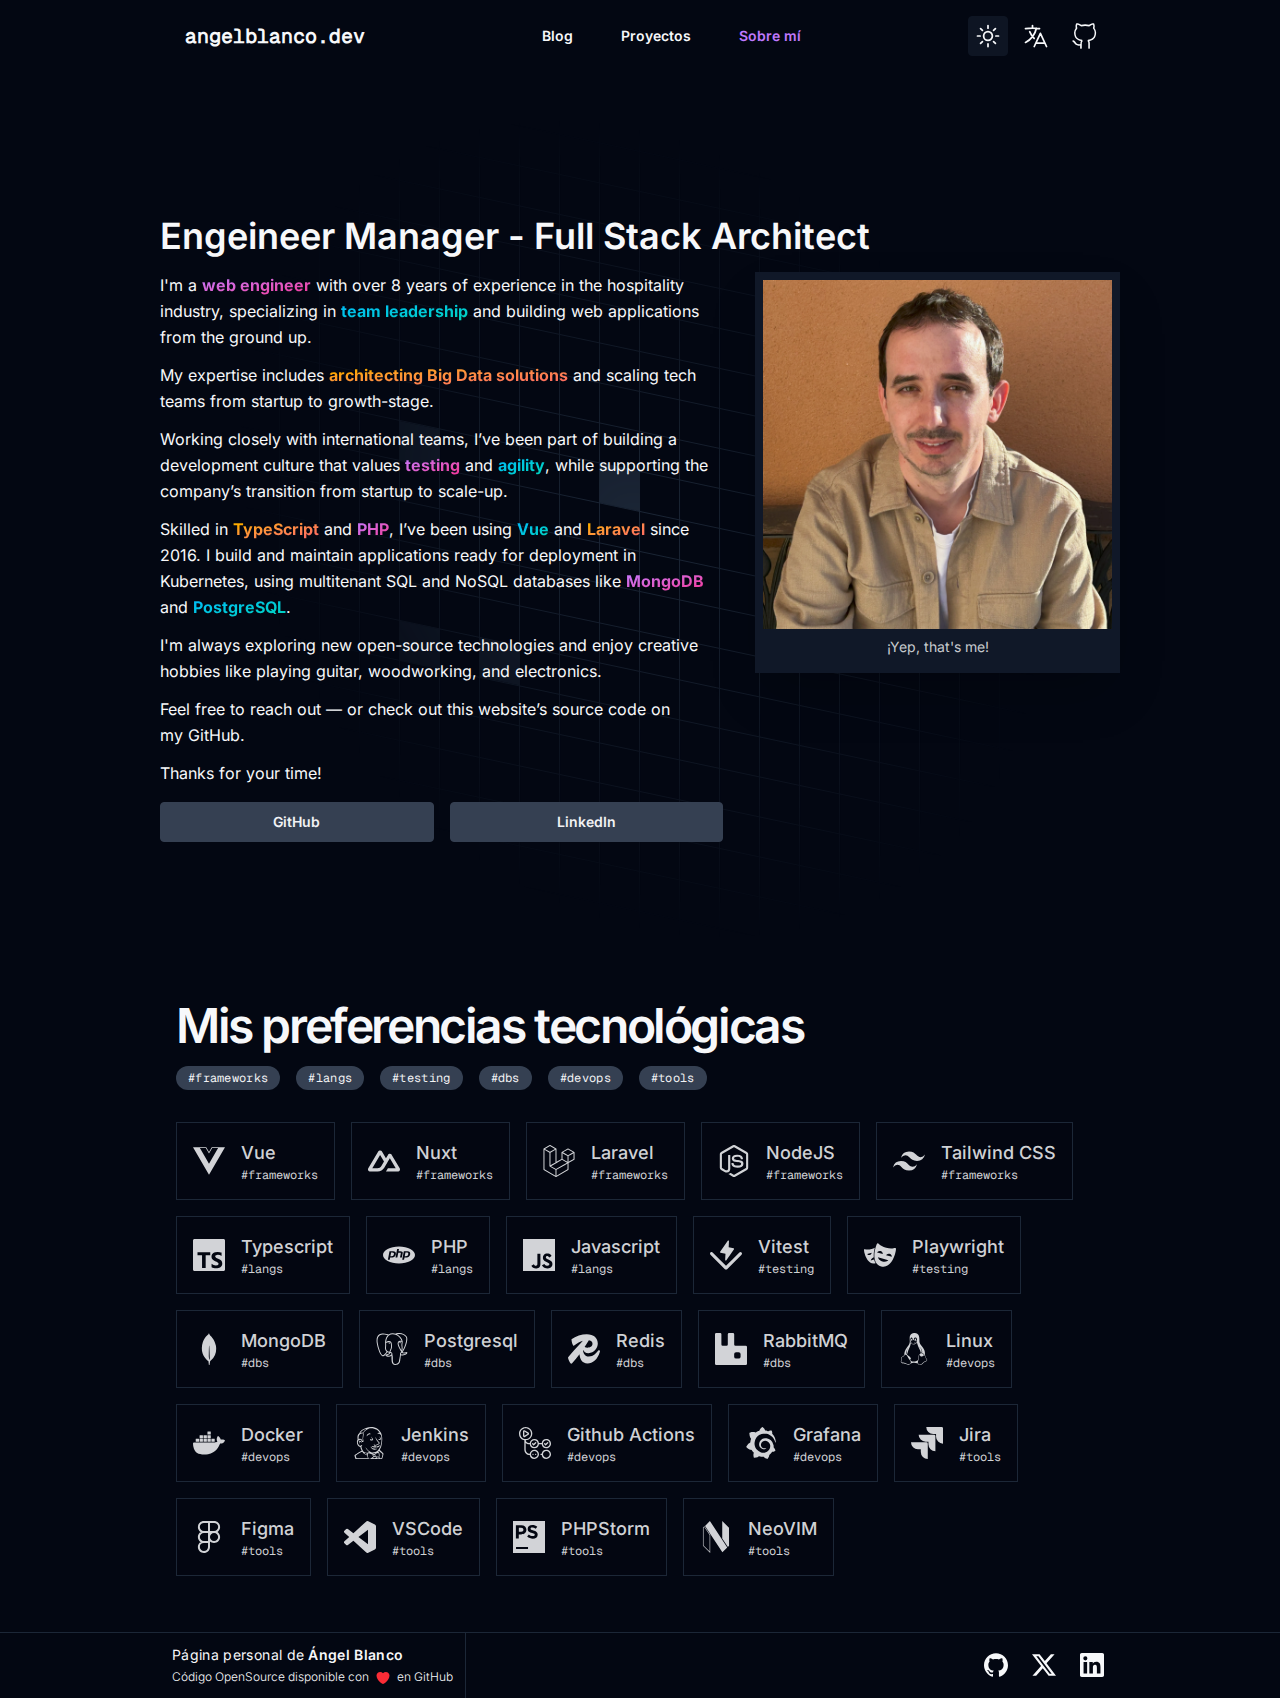 angelblanco.dev
Blog
Proyectos
Sobre mí
Engeineer Manager - Full Stack Architect
I'm a web engineer with over 8 years of experience in the hospitality
industry, specializing in team leadership and building web applications
from the ground up.
My expertise includes architecting Big Data solutions and scaling tech
teams from startup to growth-stage.
Working closely with international teams, I’ve been part of building a
development culture that values testing and agility, while supporting the
company’s transition from startup to scale-up.
Skilled in TypeScript and PHP, I’ve been using Vue and Laravel since
2016. I build and maintain applications ready for deployment in
Kubernetes, using multitenant SQL and NoSQL databases like MongoDB
and PostgreSQL.
I'm always exploring new open-source technologies and enjoy creative
hobbies like playing guitar, woodworking, and electronics.
Feel free to reach out — or check out this website’s source code on
my GitHub.
Thanks for your time!
GitHub
LinkedIn
¡Yep, that's me!
Mis preferencias tecnológicas
#frameworks
#langs
#testing
#dbs
#devops
#tools
Vue
#frameworks
Nuxt
#frameworks
Laravel
#frameworks
NodeJS
#frameworks
Tailwind CSS
#frameworks
TS
Typescript
#langs
php
PHP
#langs
JS
Javascript
#langs
Vitest
#testing
Playwright
#testing
MongoDB
#dbs
Postgresql
#dbs
Redis
#dbs
RabbitMQ
#dbs
Linux
#devops
Docker
#devops
Jenkins
#devops
Github Actions
#devops
Grafana
#devops
Jira
#tools
Figma
#tools
VSCode
#tools
PS
PHPStorm
#tools
NeoVIM
#tools
Página personal de Ángel Blanco
Código OpenSource disponible con ❤️ en GitHub